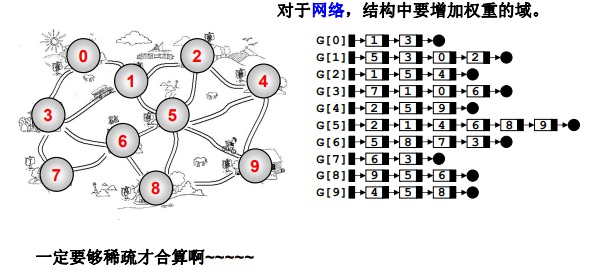 对于网络，结构中要增加权重的域。
0
2
1
4
3
5
6
7
8
9
G[0] 1 3
G[1] 5 3 0 2
G[2] 1 5 4
G[3] 7 1 0 6
G[4] 2 5 9
G[5] 2 1 4 6 8 9
G[6] 5 8 7 3
G[7] 6 3
G[8] 9 5 6
G[9] 4 5 8
一定要够稀疏才合算啊~~~~~